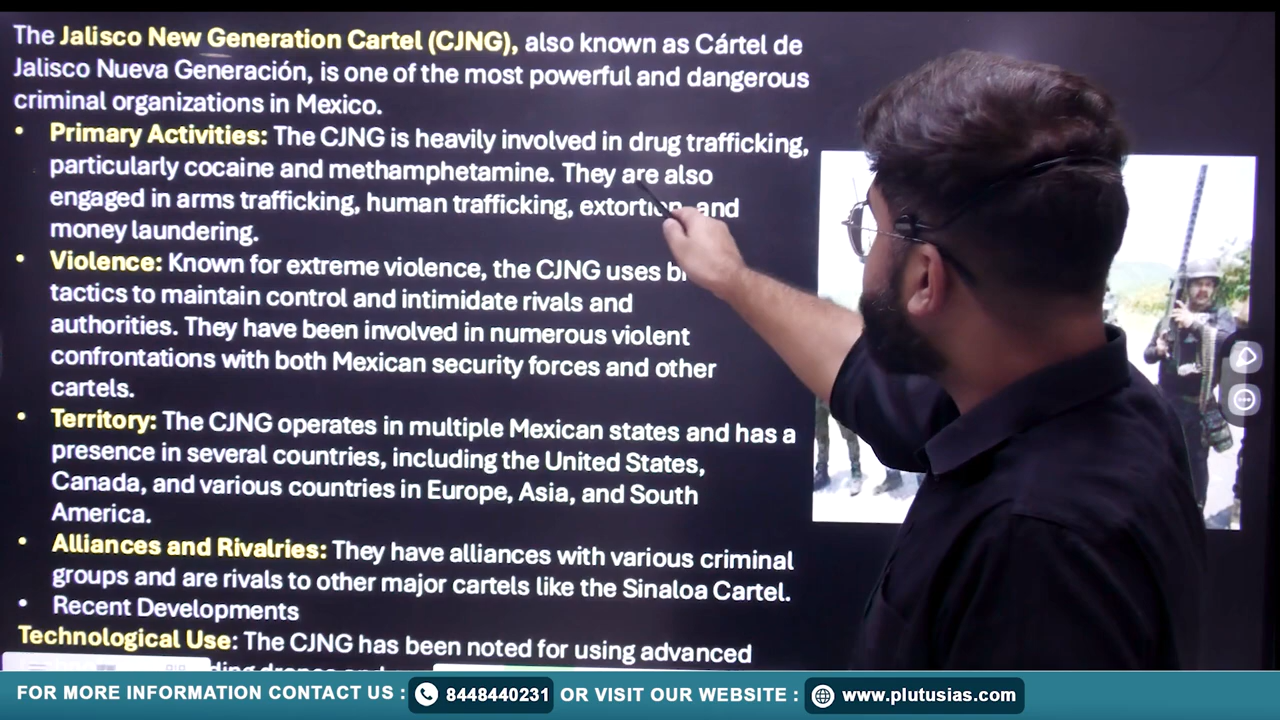 The Jalisco New Generation Cartel (CJNG), also known as Cártel de
Jalisco Nueva Generación, is one of the most powerful and dangerous
criminal organizations in Mexico.
• Primary Activities: The CJNG is heavily involved in drug trafficking,
particularly cocaine and methamphetamine. They are also
engaged in arms trafficking, human trafficking, extortion, and
money laundering.
• Violence: Known for extreme violence, the CJNG uses
tactics to maintain control and intimidate rivals and
authorities. They have been involved in numerous violent
confrontations with both Mexican security forces and other
cartels.
• Territory: The CJNG operates in multiple Mexican states and has a
presence in several countries, including the United States,
Canada, and various countries in Europe, Asia, and South
America.
• Alliances and Rivalries: They have alliances with various criminal
groups and are rivals to other major cartels like the Sinaloa Cartel.
• Recent Developments
Technological Use: The CJNG has been noted for using advanced
FOR MORE INFORMATION CONTACT US : 8448440231 OR VISIT OUR WEBSITE : www.plutusias.com